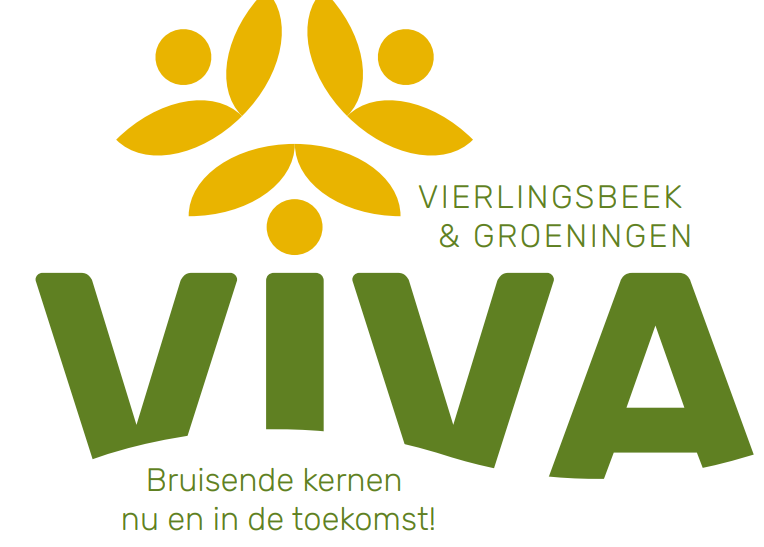 VIERLINGSBEEK
& GROENINGEN
VIVA
Bruisende kernen
nu en in de toekomst!